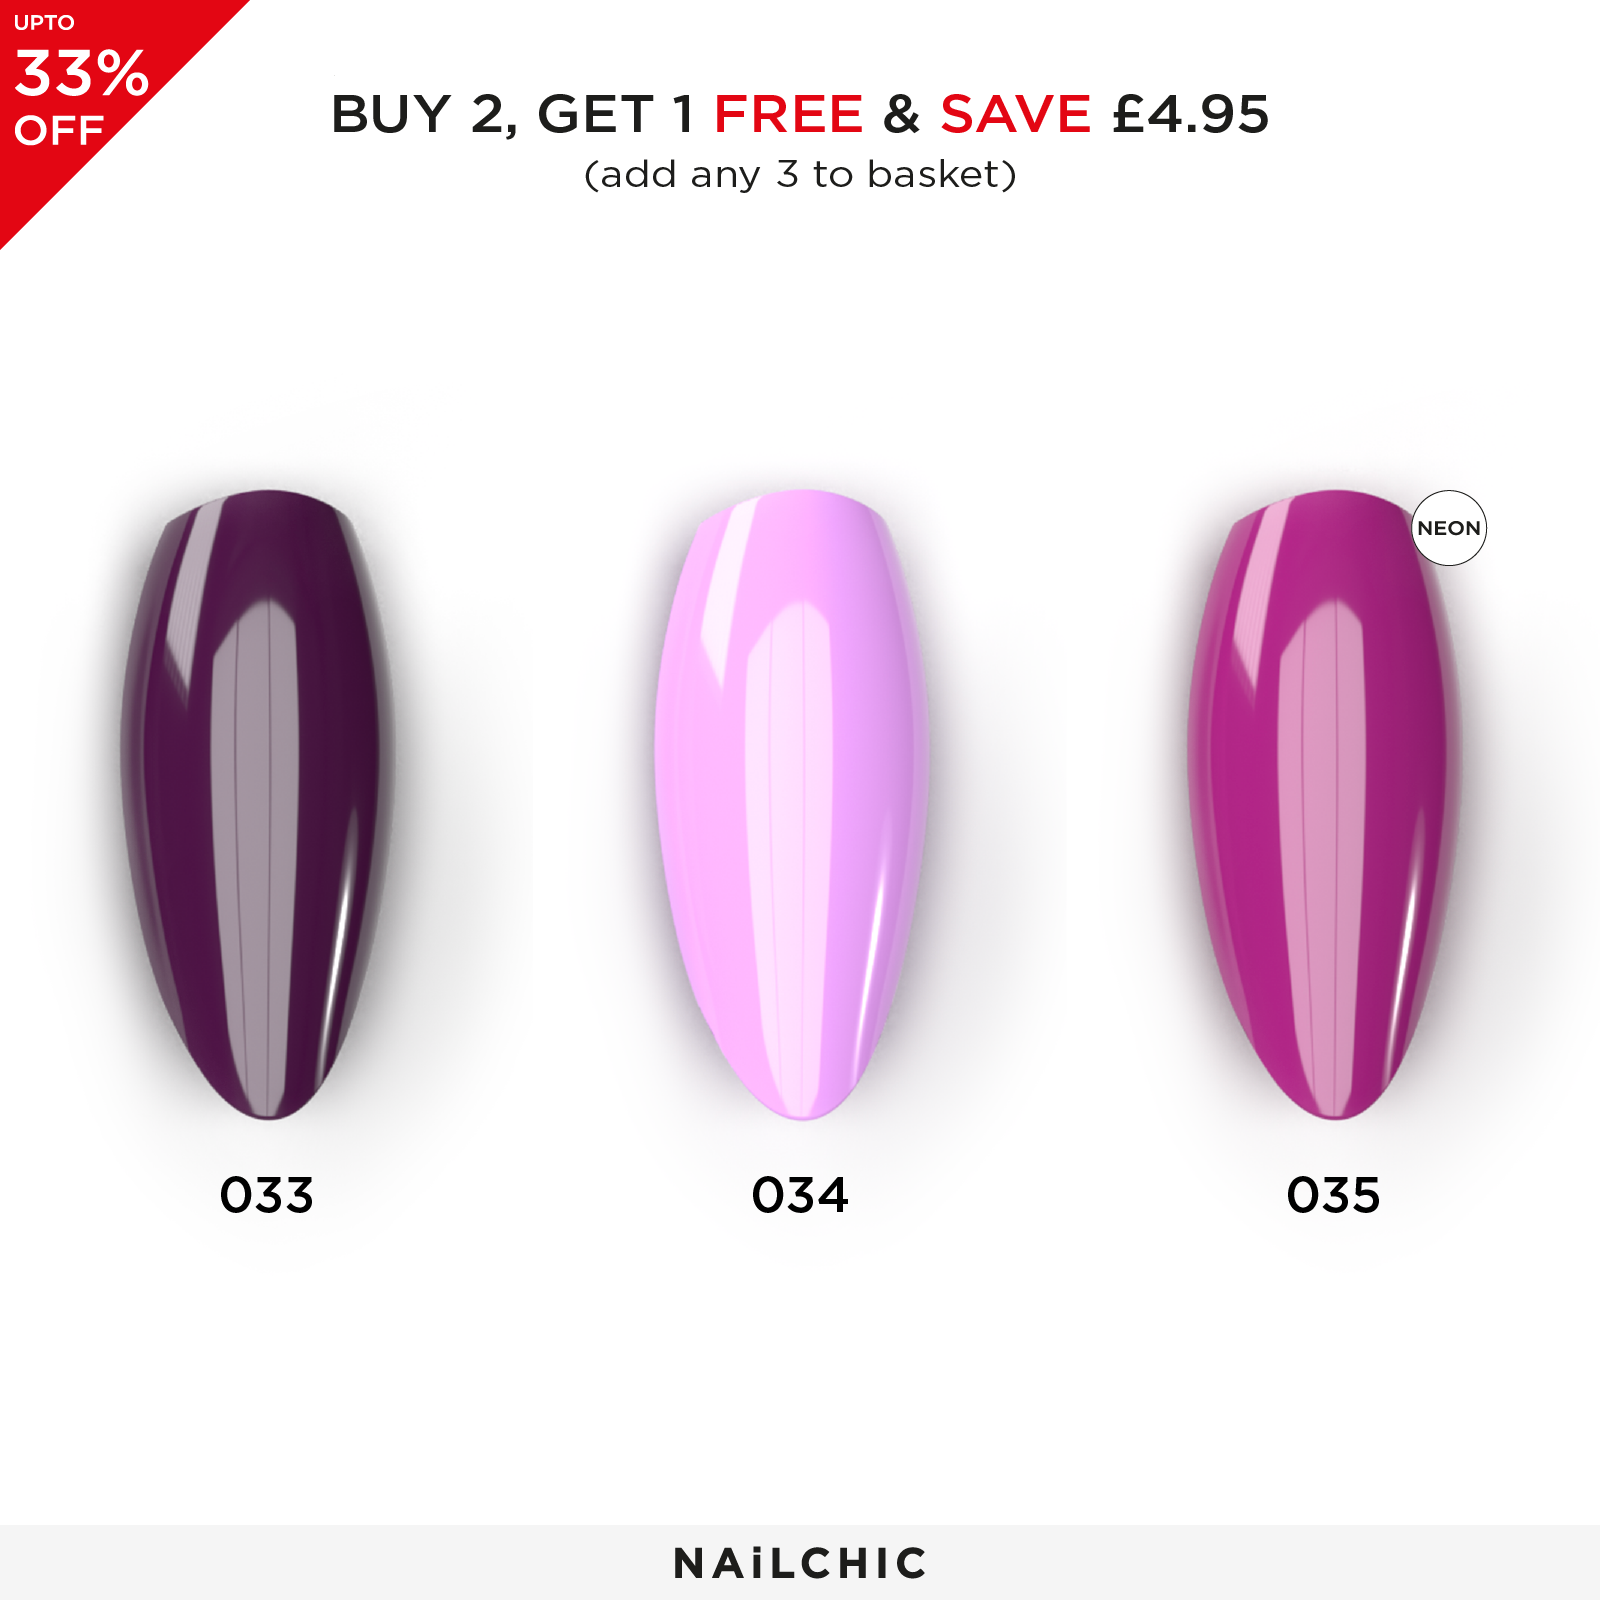 UPTO
33%
OFF
BUY 2, GET 1 FREE & SAVE £4.95
(add any 3 to basket)
NEON
033
034
035
NAiLCHIC